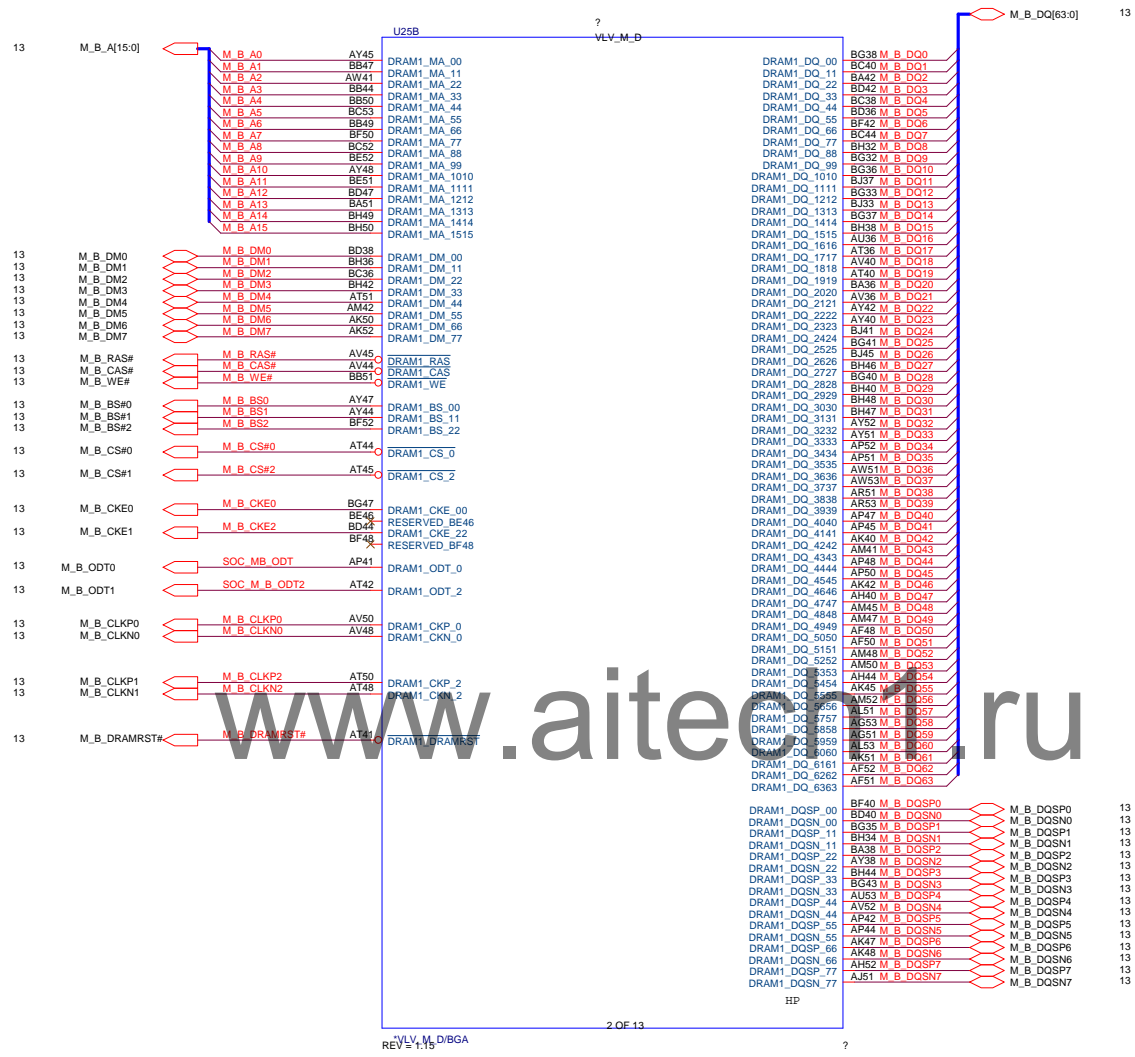 ?
M_B_DQ[63:0] 13
U25B
VLV_M_D
13 M_B_A[15:0]
M_B_A0 AY45 DRAM1_MA_00
M_B_A1 BB47 DRAM1_MA_11
M_B_A2 AW41 DRAM1_MA_22
M_B_A3 BB44 DRAM1_MA_33
M_B_A4 BB50 DRAM1_MA_44
M_B_A5 BC53 DRAM1_MA_55
M_B_A6 BB49 DRAM1_MA_66
M_B_A7 BF50 DRAM1_MA_77
M_B_A8 BC52 DRAM1_MA_88
M_B_A9 BE52 DRAM1_MA_99
M_B_A10 AY48 DRAM1_MA_1010
M_B_A11 BE51 DRAM1_MA_1111
M_B_A12 BD47 DRAM1_MA_1212
M_B_A13 BA51 DRAM1_MA_1313
M_B_A14 BH49 DRAM1_MA_1414
M_B_A15 BH50 DRAM1_MA_1515
13 M_B_DM0 M_B_DM0 BD38 DRAM1_DM_00
13 M_B_DM1 M_B_DM1 BH36 DRAM1_DM_11
13 M_B_DM2 M_B_DM2 BC36 DRAM1_DM_22
13 M_B_DM3 M_B_DM3 BH42 DRAM1_DM_33
13 M_B_DM4 M_B_DM4 AT51 DRAM1_DM_44
13 M_B_DM5 M_B_DM5 AM42 DRAM1_DM_55
13 M_B_DM6 M_B_DM6 AK50 DRAM1_DM_66
13 M_B_DM7 M_B_DM7 AK52 DRAM1_DM_77
13 M_B_RAS# M_B_RAS# AV45 DRAM1_RAS
13 M_B_CAS# M_B_CAS# AV44 DRAM1_CAS
13 M_B_WE# M_B_WE# BB51 DRAM1_WE
13 M_B_BS#0 M_B_BS0 AY47 DRAM1_BS_00
13 M_B_BS#1 M_B_BS1 AY44 DRAM1_BS_11
13 M_B_BS#2 M_B_BS2 BF52 DRAM1_BS_22
13 M_B_CS#0 M_B_CS#0 AT44 DRAM1_CS_0
13 M_B_CS#1 M_B_CS#2 AT45 DRAM1_CS_2
13 M_B_CKE0 M_B_CKE0 BG47 DRAM1_CKE_00
BE46 RESERVED_BE46
13 M_B_CKE1 M_B_CKE2 BD44 DRAM1_CKE_22
BF48 RESERVED_BF48
13 M_B_ODT0 SOC_MB_ODT AP41 DRAM1_ODT_0
13 M_B_ODT1 SOC_M_B_ODT2 AT42 DRAM1_ODT_2
13 M_B_CLKP0 M_B_CLKP0 AV50 DRAM1_CKP_0
13 M_B_CLKN0 M_B_CLKN0 AV48 DRAM1_CKN_0
13 M_B_CLKP1 M_B_CLKP2 AT50 DRAM1_CKP_2
13 M_B_CLKN1 M_B_CLKN2 AT48 DRAM1_CKN_2
13 M_B_DRAMRST# M_B_DRAMRST# AT41 DRAM1_DRAMRST
DRAM1_DQ_00 BG38 M_B_DQ0
DRAM1_DQ_11 BC40 M_B_DQ1
DRAM1_DQ_22 BA42 M_B_DQ2
DRAM1_DQ_33 BD42 M_B_DQ3
DRAM1_DQ_44 BC38 M_B_DQ4
DRAM1_DQ_55 BD36 M_B_DQ5
DRAM1_DQ_66 BF42 M_B_DQ6
DRAM1_DQ_77 BC44 M_B_DQ7
DRAM1_DQ_88 BH32 M_B_DQ8
DRAM1_DQ_99 BG32 M_B_DQ9
DRAM1_DQ_1010 BG36 M_B_DQ10
DRAM1_DQ_1111 BJ37 M_B_DQ11
DRAM1_DQ_1212 BG33 M_B_DQ12
DRAM1_DQ_1313 BJ33 M_B_DQ13
DRAM1_DQ_1414 BG37 M_B_DQ14
DRAM1_DQ_1515 BH38 M_B_DQ15
DRAM1_DQ_1616 AU36 M_B_DQ16
DRAM1_DQ_1717 AT36 M_B_DQ17
DRAM1_DQ_1818 AV40 M_B_DQ18
DRAM1_DQ_1919 AT40 M_B_DQ19
DRAM1_DQ_2020 BA36 M_B_DQ20
DRAM1_DQ_2121 AV36 M_B_DQ21
DRAM1_DQ_2222 AY42 M_B_DQ22
DRAM1_DQ_2323 AY40 M_B_DQ23
DRAM1_DQ_2424 BJ41 M_B_DQ24
DRAM1_DQ_2525 BG41 M_B_DQ25
DRAM1_DQ_2626 BJ45 M_B_DQ26
DRAM1_DQ_2727 BH46 M_B_DQ27
DRAM1_DQ_2828 BG40 M_B_DQ28
DRAM1_DQ_2929 BH40 M_B_DQ29
DRAM1_DQ_3030 BH48 M_B_DQ30
DRAM1_DQ_3131 BH47 M_B_DQ31
DRAM1_DQ_3232 AY52 M_B_DQ32
DRAM1_DQ_3333 AY51 M_B_DQ33
DRAM1_DQ_3434 AP52 M_B_DQ34
DRAM1_DQ_3535 AP51 M_B_DQ35
DRAM1_DQ_3636 AW51 M_B_DQ36
DRAM1_DQ_3737 AW53 M_B_DQ37
DRAM1_DQ_3838 AR51 M_B_DQ38
DRAM1_DQ_3939 AR53 M_B_DQ39
DRAM1_DQ_4040 AP47 M_B_DQ40
DRAM1_DQ_4141 AP45 M_B_DQ41
DRAM1_DQ_4242 AK40 M_B_DQ42
DRAM1_DQ_4343 AM41 M_B_DQ43
DRAM1_DQ_4444 AP48 M_B_DQ44
DRAM1_DQ_4545 AP50 M_B_DQ45
DRAM1_DQ_4646 AK42 M_B_DQ46
DRAM1_DQ_4747 AH40 M_B_DQ47
DRAM1_DQ_4848 AM45 M_B_DQ48
DRAM1_DQ_4949 AM47 M_B_DQ49
DRAM1_DQ_5050 AF48 M_B_DQ50
DRAM1_DQ_5151 AF50 M_B_DQ51
DRAM1_DQ_5252 AM48 M_B_DQ52
DRAM1_DQ_5353 AM50 M_B_DQ53
DRAM1_DQ_5454 AH44 M_B_DQ54
DRAM1_DQ_5555 AK45 M_B_DQ55
DRAM1_DQ_5656 AM52 M_B_DQ56
DRAM1_DQ_5757 AL51 M_B_DQ57
DRAM1_DQ_5858 AG53 M_B_DQ58
DRAM1_DQ_5959 AG51 M_B_DQ59
DRAM1_DQ_6060 AL53 M_B_DQ60
DRAM1_DQ_6161 AK51 M_B_DQ61
DRAM1_DQ_6262 AF52 M_B_DQ62
DRAM1_DQ_6363 AF51 M_B_DQ63
www.aitech1.ru
DRAM1_DQSP_00 BF40 M_B_DQSP0 M_B_DQSP0 13
DRAM1_DQSN_00 BD40 M_B_DQSN0 M_B_DQSN0 13
DRAM1_DQSP_11 BG35 M_B_DQSP1 M_B_DQSP1 13
DRAM1_DQSN_11 BH34 M_B_DQSN1 M_B_DQSN1 13
DRAM1_DQSP_22 BA38 M_B_DQSP2 M_B_DQSP2 13
DRAM1_DQSN_22 AY38 M_B_DQSN2 M_B_DQSN2 13
DRAM1_DQSP_33 BH44 M_B_DQSP3 M_B_DQSP3 13
DRAM1_DQSN_33 BG43 M_B_DQSN3 M_B_DQSN3 13
DRAM1_DQSP_44 AU53 M_B_DQSP4 M_B_DQSP4 13
DRAM1_DQSN_44 AV52 M_B_DQSN4 M_B_DQSN4 13
DRAM1_DQSP_55 AP42 M_B_DQSP5 M_B_DQSP5 13
DRAM1_DQSN_55 AP44 M_B_DQSN5 M_B_DQSN5 13
DRAM1_DQSP_66 AK47 M_B_DQSP6 M_B_DQSP6 13
DRAM1_DQSN_66 AK48 M_B_DQSN6 M_B_DQSN6 13
DRAM1_DQSP_77 AH52 M_B_DQSP7 M_B_DQSP7 13
DRAM1_DQSN_77 AJ51 M_B_DQSN7 M_B_DQSN7 13
HP
2 OF 13
*VLV_M_D/BGA
REV = 1.15 ?